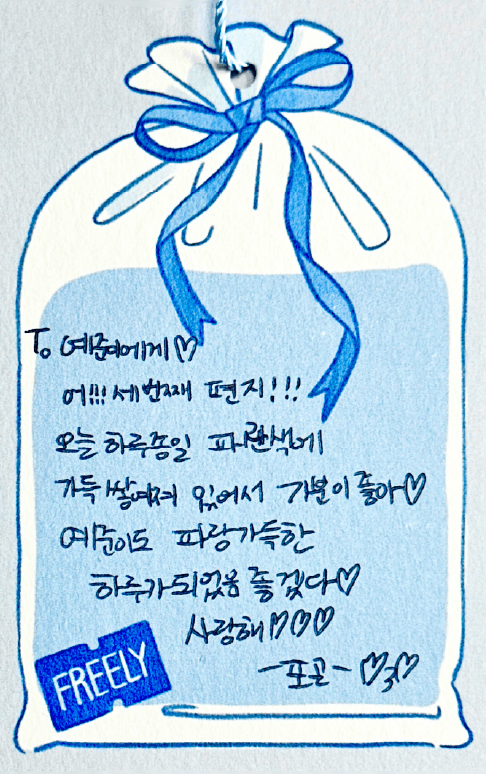 To 예준에게♡
어!!! 세번째 편지!!!
오늘 하루종일 파란색에
가득 쌓여져 있어서 기분이 좋아♡
예준이도 파랑가득한
하루가되었음 좋겠다♡
사랑해♡♡♡
-포골- ♡3♡
FREELY